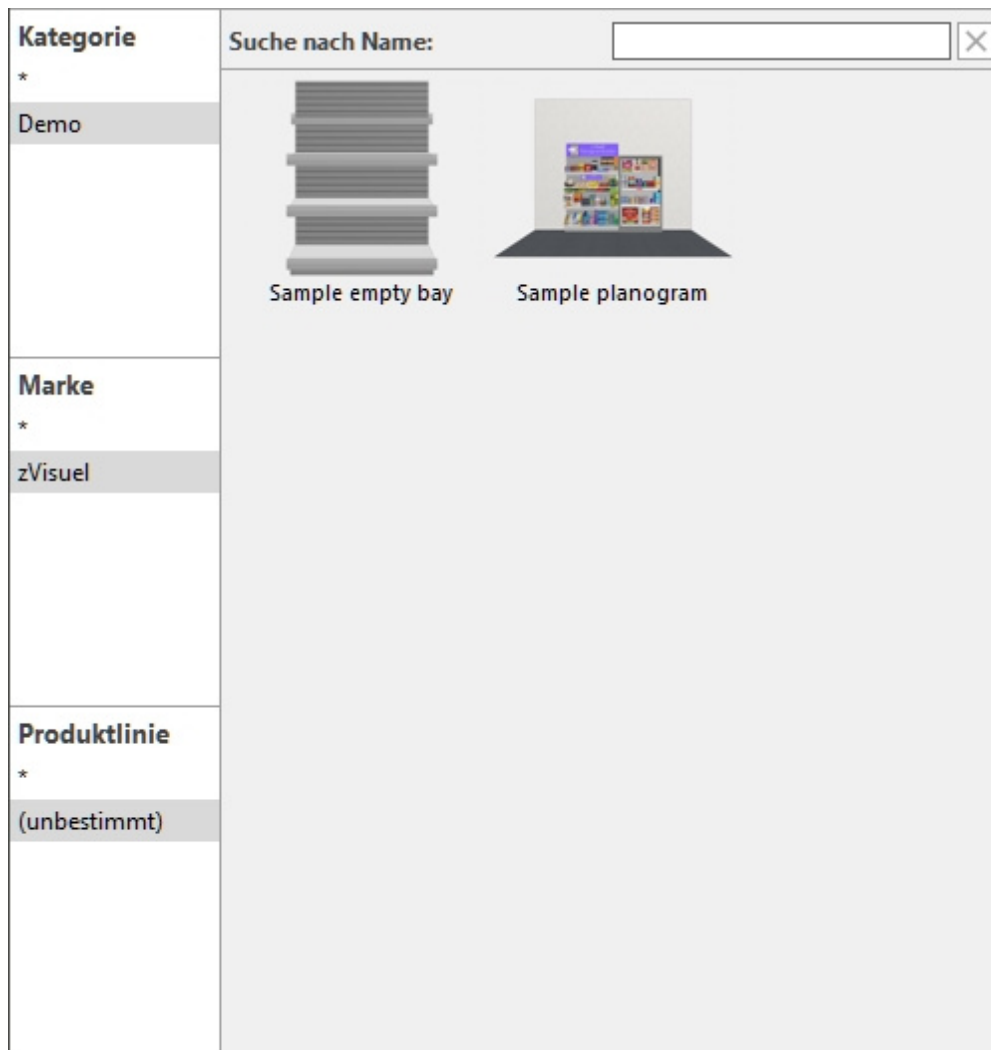 Kategorie
*
Demo
Marke
*
zVisuel
Produktlinie
*
(unbestimmt)
Suche nach Name:
Sample empty bay
Sample planogram